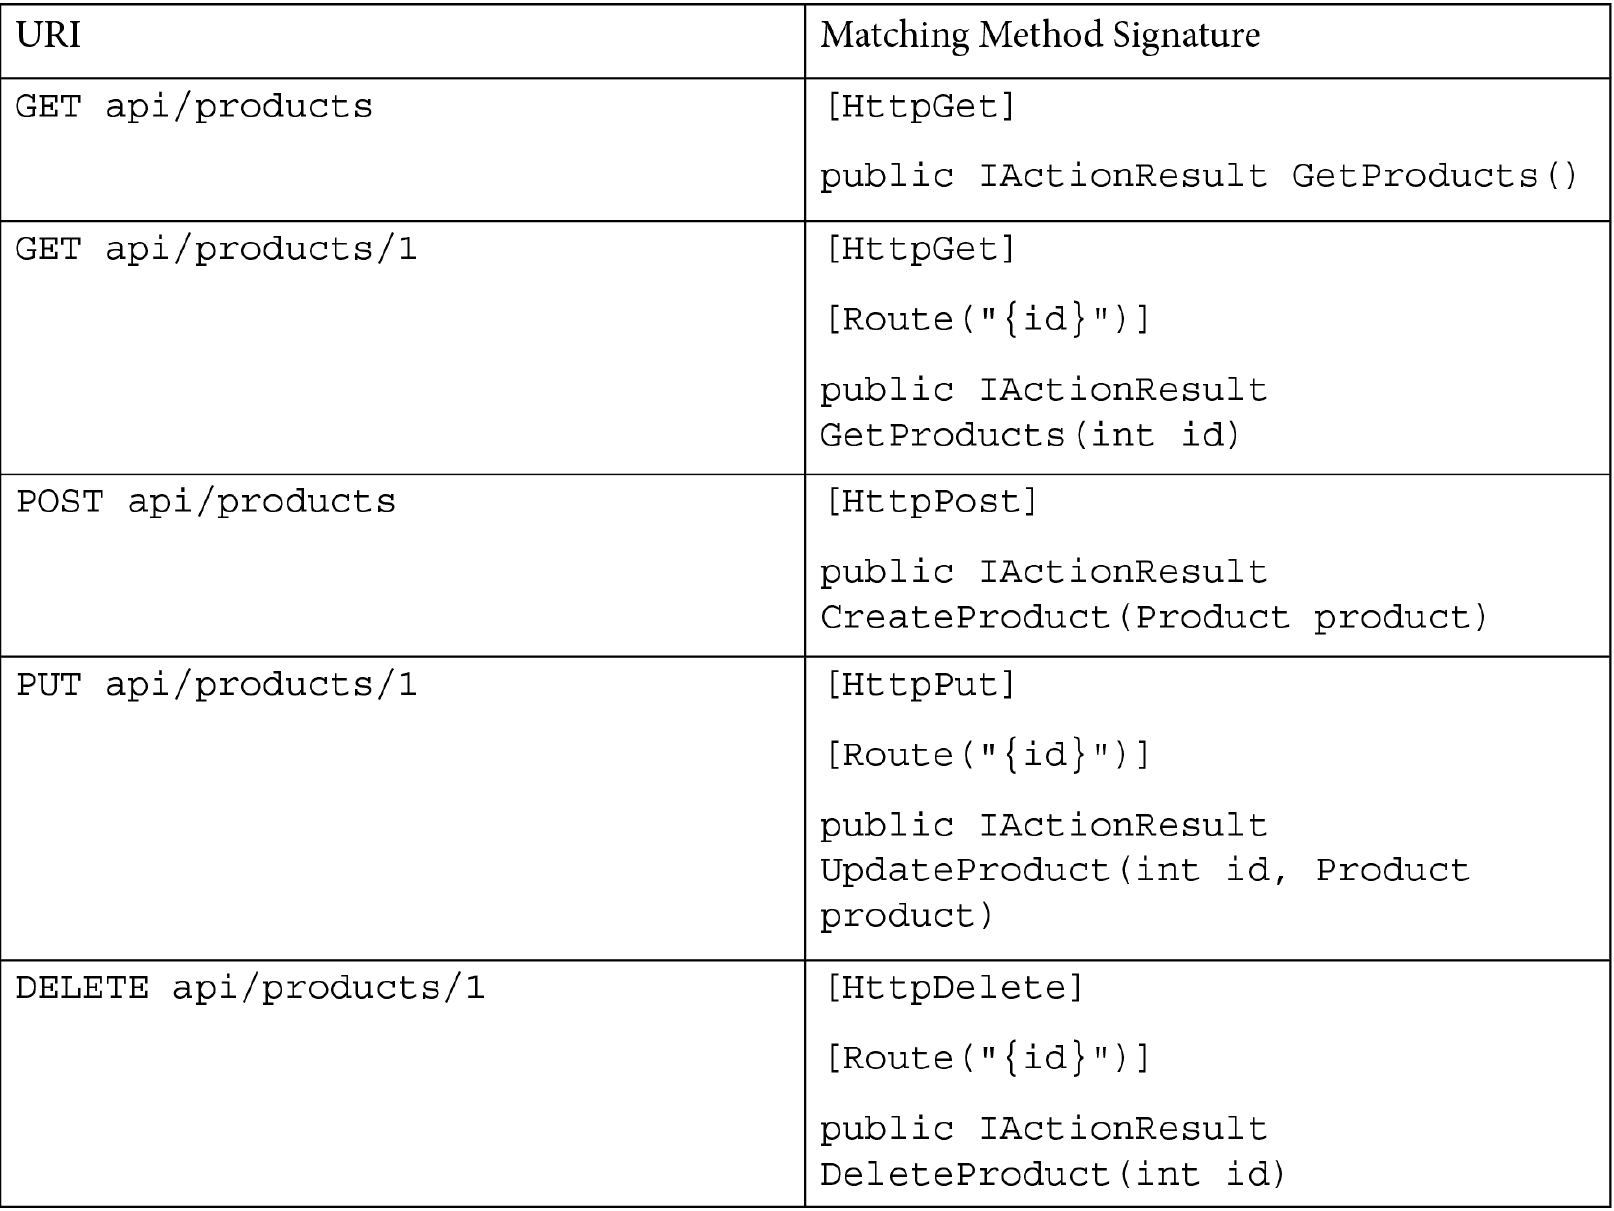 URI
Matching Method Signature
GET api/products
[HttpGet]
public IActionResult GetProducts()
GET api/products/1
[HttpGet]
[Route("{id}")]
public IActionResult
GetProducts(int id)
POST api/products
[HttpPost]
public IActionResult
CreateProduct(Product product)
PUT api/products/1
[HttpPut]
[Route("{id}")]
public IActionResult
UpdateProduct(int id, Product
product)
DELETE api/products/1
[HttpDelete]
[Route("{id}")]
public IActionResult
DeleteProduct(int id)